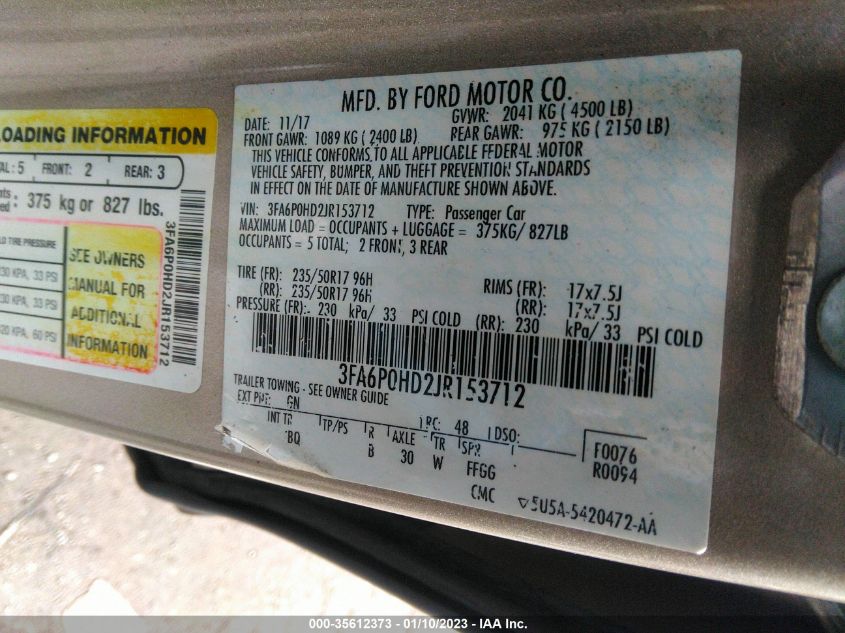 LOADING INFORMATION
TAL : 5 FRONT: 2 REAR: 3
375 kg or 827 lbs.
TIRE PRESSURE
230 KPA, 33 PSI
230 KPA, 33 PSI
420 KPA, 60 PSI
SEE OWNERS
MANUAL FOR
ADDITIONAL
INFORMATION
3FA6P0HD2JR153712
MFD. BY FORD MOTOR CO.
DATE: 11/17 GVWR: 2041 KG ( 4500 LB)
FRONT GAWR: 1089 KG ( 2400 LB) REAR GAWR: 975 KG ( 2150 LB)
THIS VEHICLE CONFORMS TO ALL APPLICABLE FEDERAL MOTOR
VEHICLE SAFETY, BUMPER, AND THEFT PREVENTION STANDARDS
IN EFFECT ON THE DATE OF MANUFACTURE SHOWN ABOVE.
VIN: 3FA6P0HD2JR153712 TYPE: Passenger Car
MAXIMUM LOAD = OCCUPANTS + LUGGAGE = 375KG/ 827LB
OCCUPANTS = 5 TOTAL; 2 FRONT, 3 REAR
TIRE (FR): 235/50R17 96H RIMS (FR): 17x7.5J
(RR): 235/50R17 96H (RR): 17x7.5J
PRESSURE (FR): 230 kPa/ 33 PSI COLD (RR): 230 kPa/ 33 PSI COLD
3FA6P0HD2JR153712
TRAILER TOWING - SEE OWNER GUIDE
EXT PNT: GN RC: 48 DSO:
INT TR TP/PS R AXLE TR SPR F0076
BQ B 30 W FFGG R0094
CMC ▽5U5A-5420472-AA
000-35612373 - 01/10/2023 - IAA Inc.